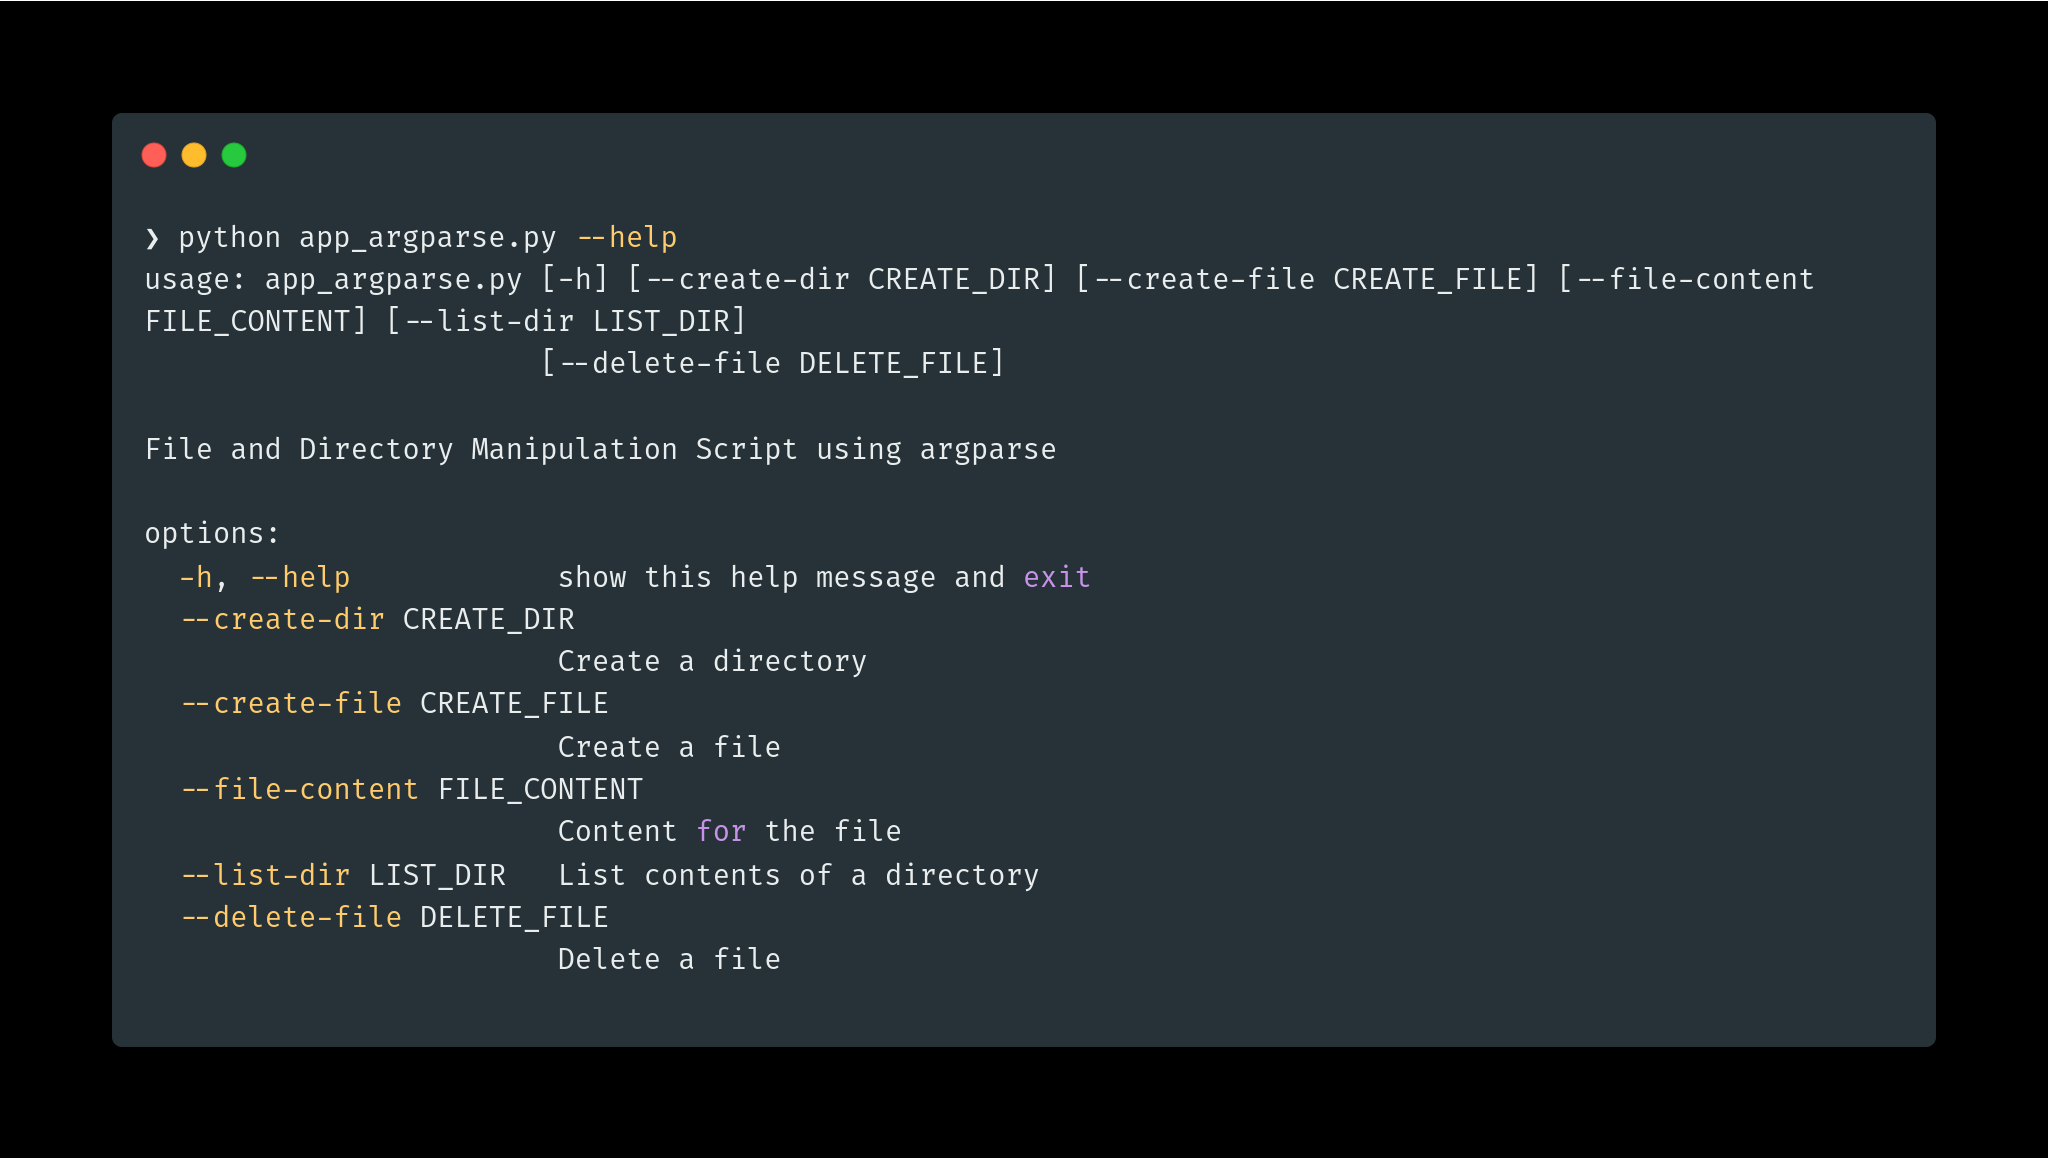 ❯ python app_argparse.py --help
usage: app_argparse.py [-h] [--create-dir CREATE_DIR] [--create-file CREATE_FILE] [--file-content
FILE_CONTENT] [--list-dir LIST_DIR]
                       [--delete-file DELETE_FILE]

File and Directory Manipulation Script using argparse

options:
  -h, --help            show this help message and exit
  --create-dir CREATE_DIR
                        Create a directory
  --create-file CREATE_FILE
                        Create a file
  --file-content FILE_CONTENT
                        Content for the file
  --list-dir LIST_DIR   List contents of a directory
  --delete-file DELETE_FILE
                        Delete a file